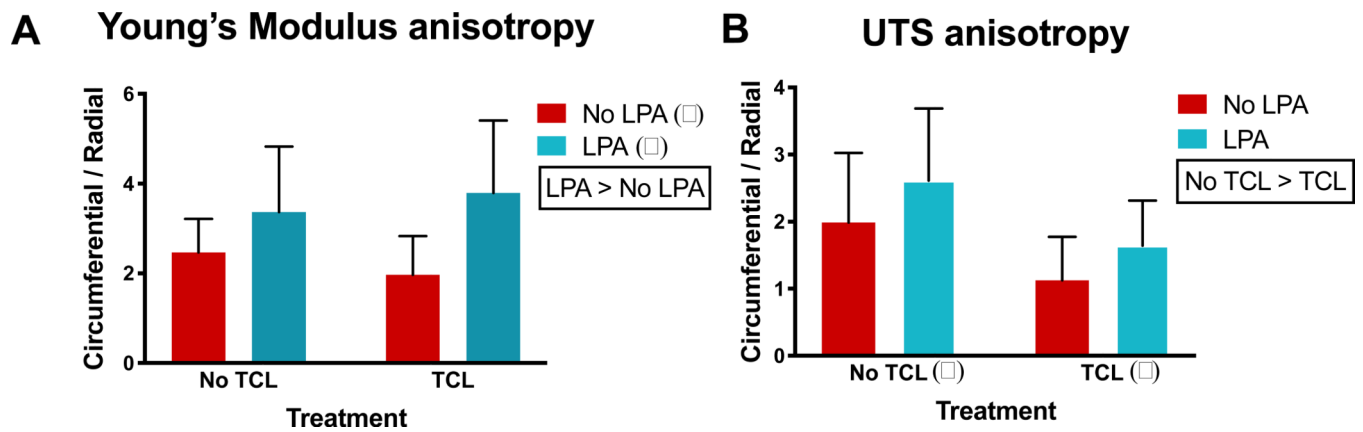 A
Young's Modulus anisotropy
Circumferential / Radial
6
4
2
0
No LPA (□)
LPA (□)
LPA > No LPA
No TCL
TCL
Treatment
B
UTS anisotropy
Circumferential / Radial
4
3
2
1
0
No LPA
LPA
No TCL > TCL
No TCL (□)
TCL (□)
Treatment